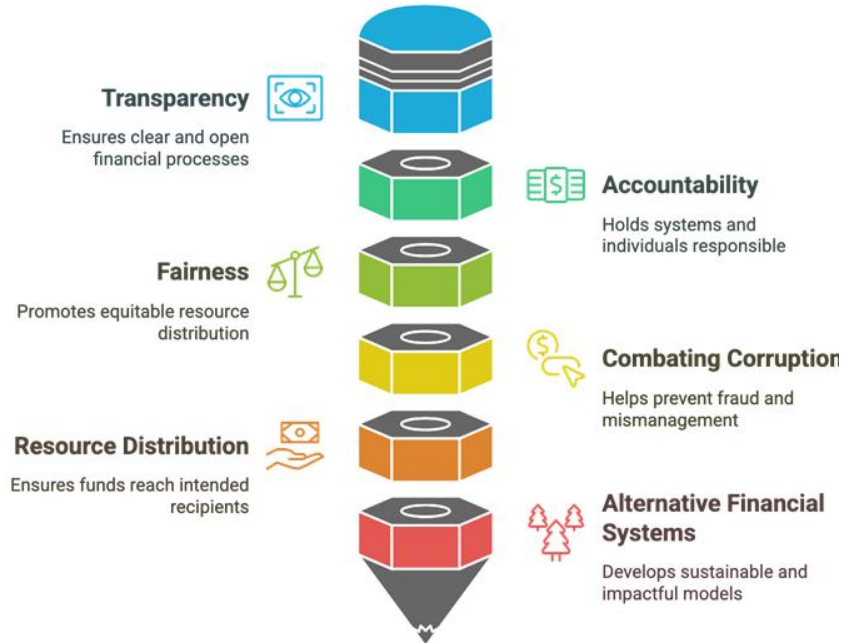 Transparency
Ensures clear and open
financial processes
Accountability
Holds systems and
individuals responsible
Fairness
Promotes equitable resource
distribution
Combating Corruption
Helps prevent fraud and
mismanagement
Resource Distribution
Ensures funds reach intended
recipients
Alternative Financial
Systems
Develops sustainable and
impactful models